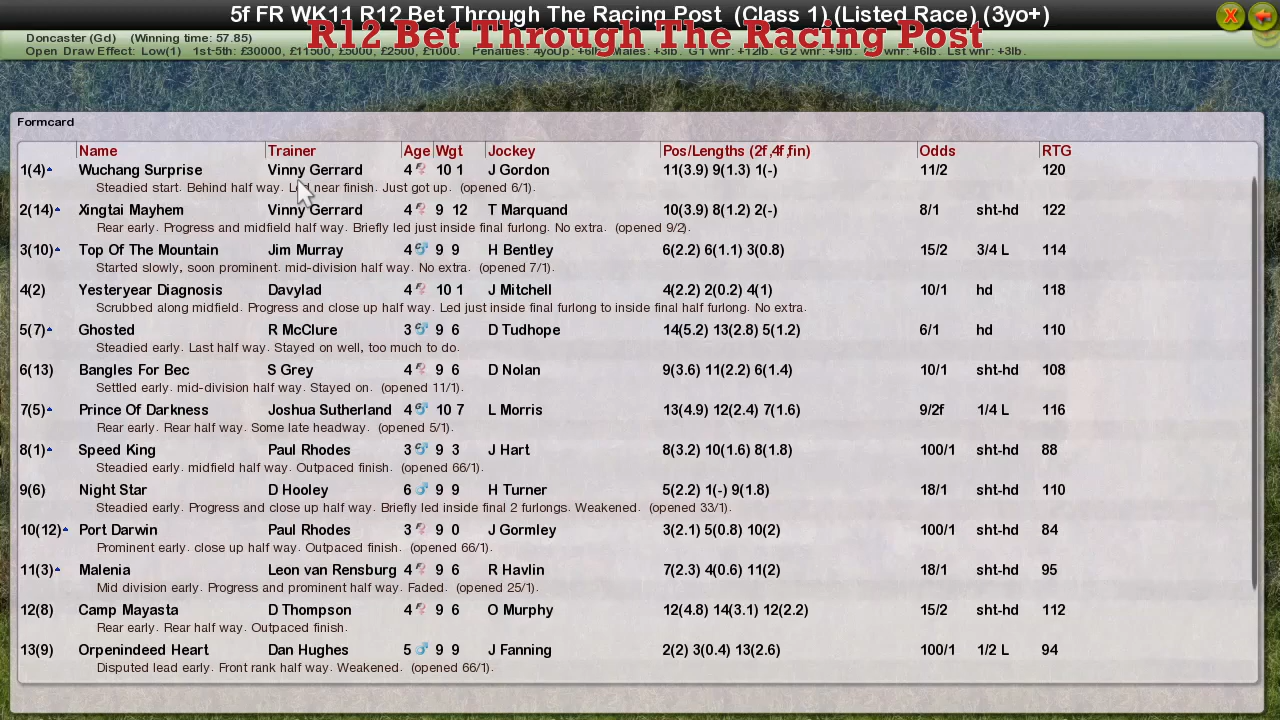 5f FR WK11 R12 Bet Through The Racing Post (Class 1) (Listed Race) (3yo+)
R12 Bet Through The Racing Post
Doncaster (Gd) (Winning time: 57.85)
Open Draw Effect: Low(1) 1st-5th: £30000, £11500, £5000, £2500, £1000. Penalties: 4yoUp: +6lb. Males: +3lb. G1 wnr: +12lb. G2 wnr: +9lb. wnr: +6lb. Lst wnr: +3lb.
Formcard
Name Trainer Age Wgt Jockey Pos/Lengths (2f,4f,fin) Odds RTG
1(4) Wuchang Surprise Vinny Gerrard 4 10 1 J Gordon 11(3.9) 9(1.3) 1(-) 11/2 120
Steadied start. Behind half way. near finish. Just got up. (opened 6/1).
2(14) Xingtai Mayhem Vinny Gerrard 4 9 12 T Marquand 10(3.9) 8(1.2) 2(-) 8/1 sht-hd 122
Rear early. Progress and midfield half way. Briefly led just inside final furlong. No extra. (opened 9/2).
3(10) Top Of The Mountain Jim Murray 4 9 9 H Bentley 6(2.2) 6(1.1) 3(0.8) 15/2 3/4 L 114
Started slowly, soon prominent. mid-division half way. No extra. (opened 7/1).
4(2) Yesteryear Diagnosis Davylad 4 10 1 J Mitchell 4(2.2) 2(0.2) 4(1) 10/1 hd 118
Scrubbed along midfield. Progress and close up half way. Led just inside final furlong to inside final half furlong. No extra.
5(7) Ghosted R McClure 3 9 6 D Tudhope 14(5.2) 13(2.8) 5(1.2) 6/1 hd 110
Steadied early. Last half way. Stayed on well, too much to do.
6(13) Bangles For Bec S Grey 4 9 6 D Nolan 9(3.6) 11(2.2) 6(1.4) 10/1 sht-hd 108
Settled early. mid-division half way. Stayed on. (opened 11/1).
7(5) Prince Of Darkness Joshua Sutherland 4 10 7 L Morris 13(4.9) 12(2.4) 7(1.6) 9/2f 1/4 L 116
Rear early. Rear half way. Some late headway. (opened 5/1).
8(1) Speed King Paul Rhodes 3 9 3 J Hart 8(3.2) 10(1.6) 8(1.8) 100/1 sht-hd 88
Steadied early. midfield half way. Outpaced finish. (opened 66/1).
9(6) Night Star D Hooley 6 9 9 H Turner 5(2.2) 1(-) 9(1.8) 18/1 sht-hd 110
Steadied early. Progress and close up half way. Briefly led inside final 2 furlongs. Weakened. (opened 33/1).
10(12) Port Darwin Paul Rhodes 3 9 0 J Gormley 3(2.1) 5(0.8) 10(2) 100/1 sht-hd 84
Prominent early. close up half way. Outpaced finish. (opened 66/1).
11(3) Malenia Leon van Rensburg 4 9 6 R Havlin 7(2.3) 4(0.6) 11(2) 18/1 sht-hd 95
Mid division early. Progress and prominent half way. Faded. (opened 25/1).
12(8) Camp Mayasta D Thompson 4 9 6 O Murphy 12(4.8) 14(3.1) 12(2.2) 15/2 sht-hd 112
Rear early. Rear half way. Outpaced finish.
13(9) Orpenindeed Heart Dan Hughes 5 9 9 J Fanning 2(2) 3(0.4) 13(2.6) 100/1 1/2 L 94
Disputed lead early. Front rank half way. Weakened. (opened 66/1).